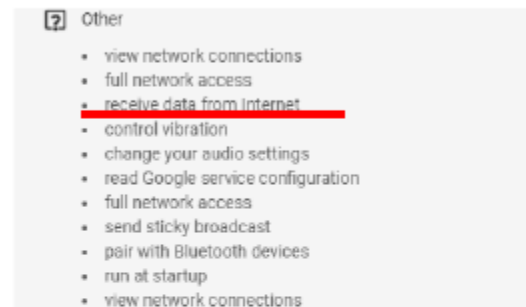 Other
view network connections
full network access
receive data from Internet
control vibration
change your audio settings
read Google service configuration
full network access
send sticky broadcast
pair with Bluetooth devices
run at startup
view network connections